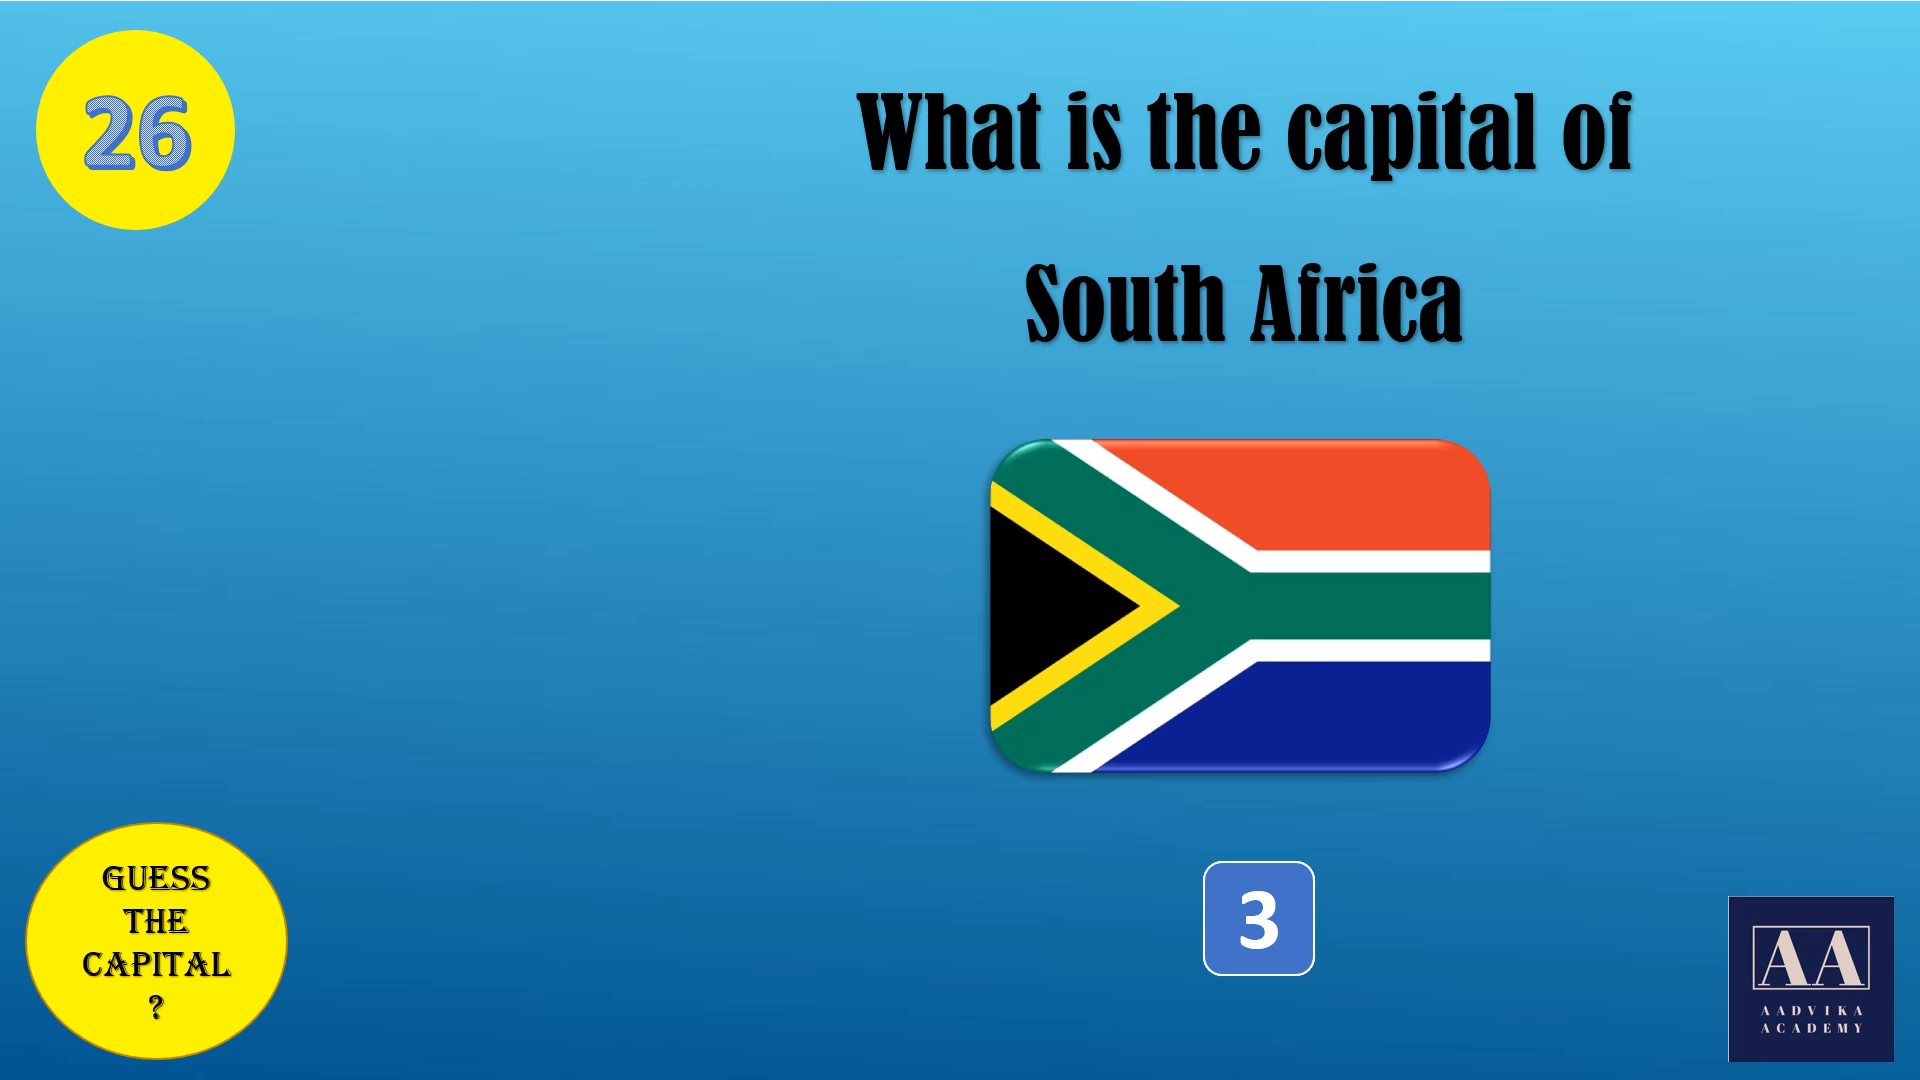 26
What is the capital of
South Africa
3
GUESS
THE
CAPITAL
?
AA
AADVIKA
ACADEMY